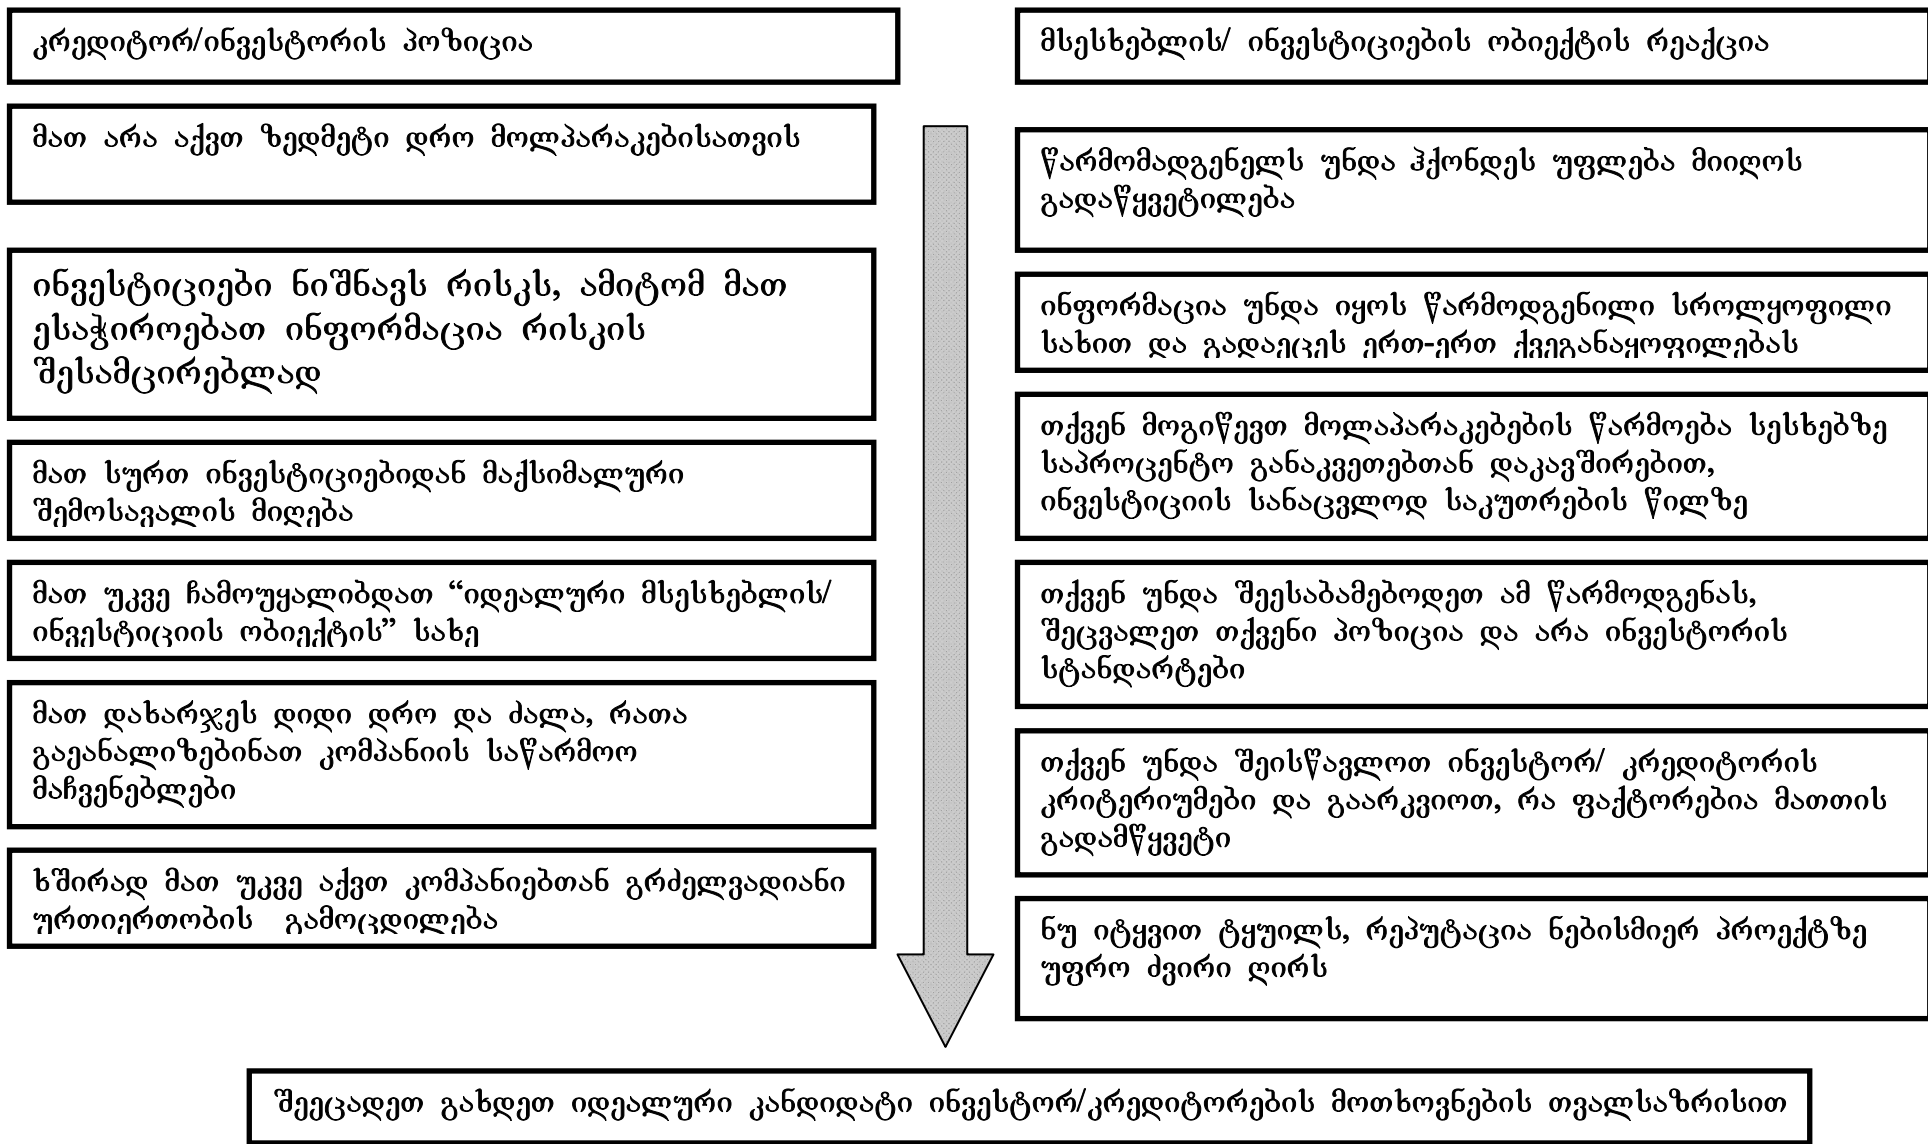 კრედიტორ/ინვესტორის პოზიცია
მათ არა აქვთ ზედმეტი დრო მოლპარაკებისათვის
ინვესტიციები ნიშნავს რისკს, ამიტომ მათ
ესაჭიროებათ ინფორმაცია რისკის
შესამცირებლად
მათ სურთ ინვესტიციებიდან მაქსიმალური
შემოსავალის მიღება
მათ უკვე ჩამოუყალიბდათ “იდეალური მსესხებლის/
ინვესტიციის ობიექტის” სახე
მათ დახარჯეს დიდი დრო და ძალა, რათა
გაეანალიზებინათ კომპანიის საწარმოო
მაჩვენებლები
ხშირად მათ უკვე აქვთ კომპანიებთან გრძელვადიანი
ურთიერთობის გამოცდილება
მსესხებლის/ ინვესტიციების ობიექტის რეაქცია
წარმომადგენელს უნდა ჰქონდეს უფლება მიიღოს
გადაწყვეტილება
ინფორმაცია უნდა იყოს წარმოდგენილი სროლყოფილი
სახით და გადაეცეს ერთ-ერთ ქვეგანაყოფილებას
თქვენ მოგიწევთ მოლაპარაკებების წარმოება სესხებზე
საპროცენტო განაკვეთებთან დაკავშირებით,
ინვესტიციის სანაცვლოდ საკუთრების წილზე
თქვენ უნდა შეესაბამებოდეთ ამ წარმოდგენას,
შეცვალეთ თქვენი პოზიცია და არა ინვესტორის
სტანდარტები
თქვენ უნდა შეისწავლოთ ინვესტორ/ კრედიტორის
კრიტერიუმები და გაარკვიოთ, რა ფაქტორებია მათთის
გადამწყვეტი
ნუ იტყვით ტყუილს, რეპუტაცია ნებისმიერ პროექტზე
უფრო ძვირი ღირს
შეეცადეთ გახდეთ იდეალური კანდიდატი ინვესტორ/კრედიტორების მოთხოვნების თვალსაზრისით